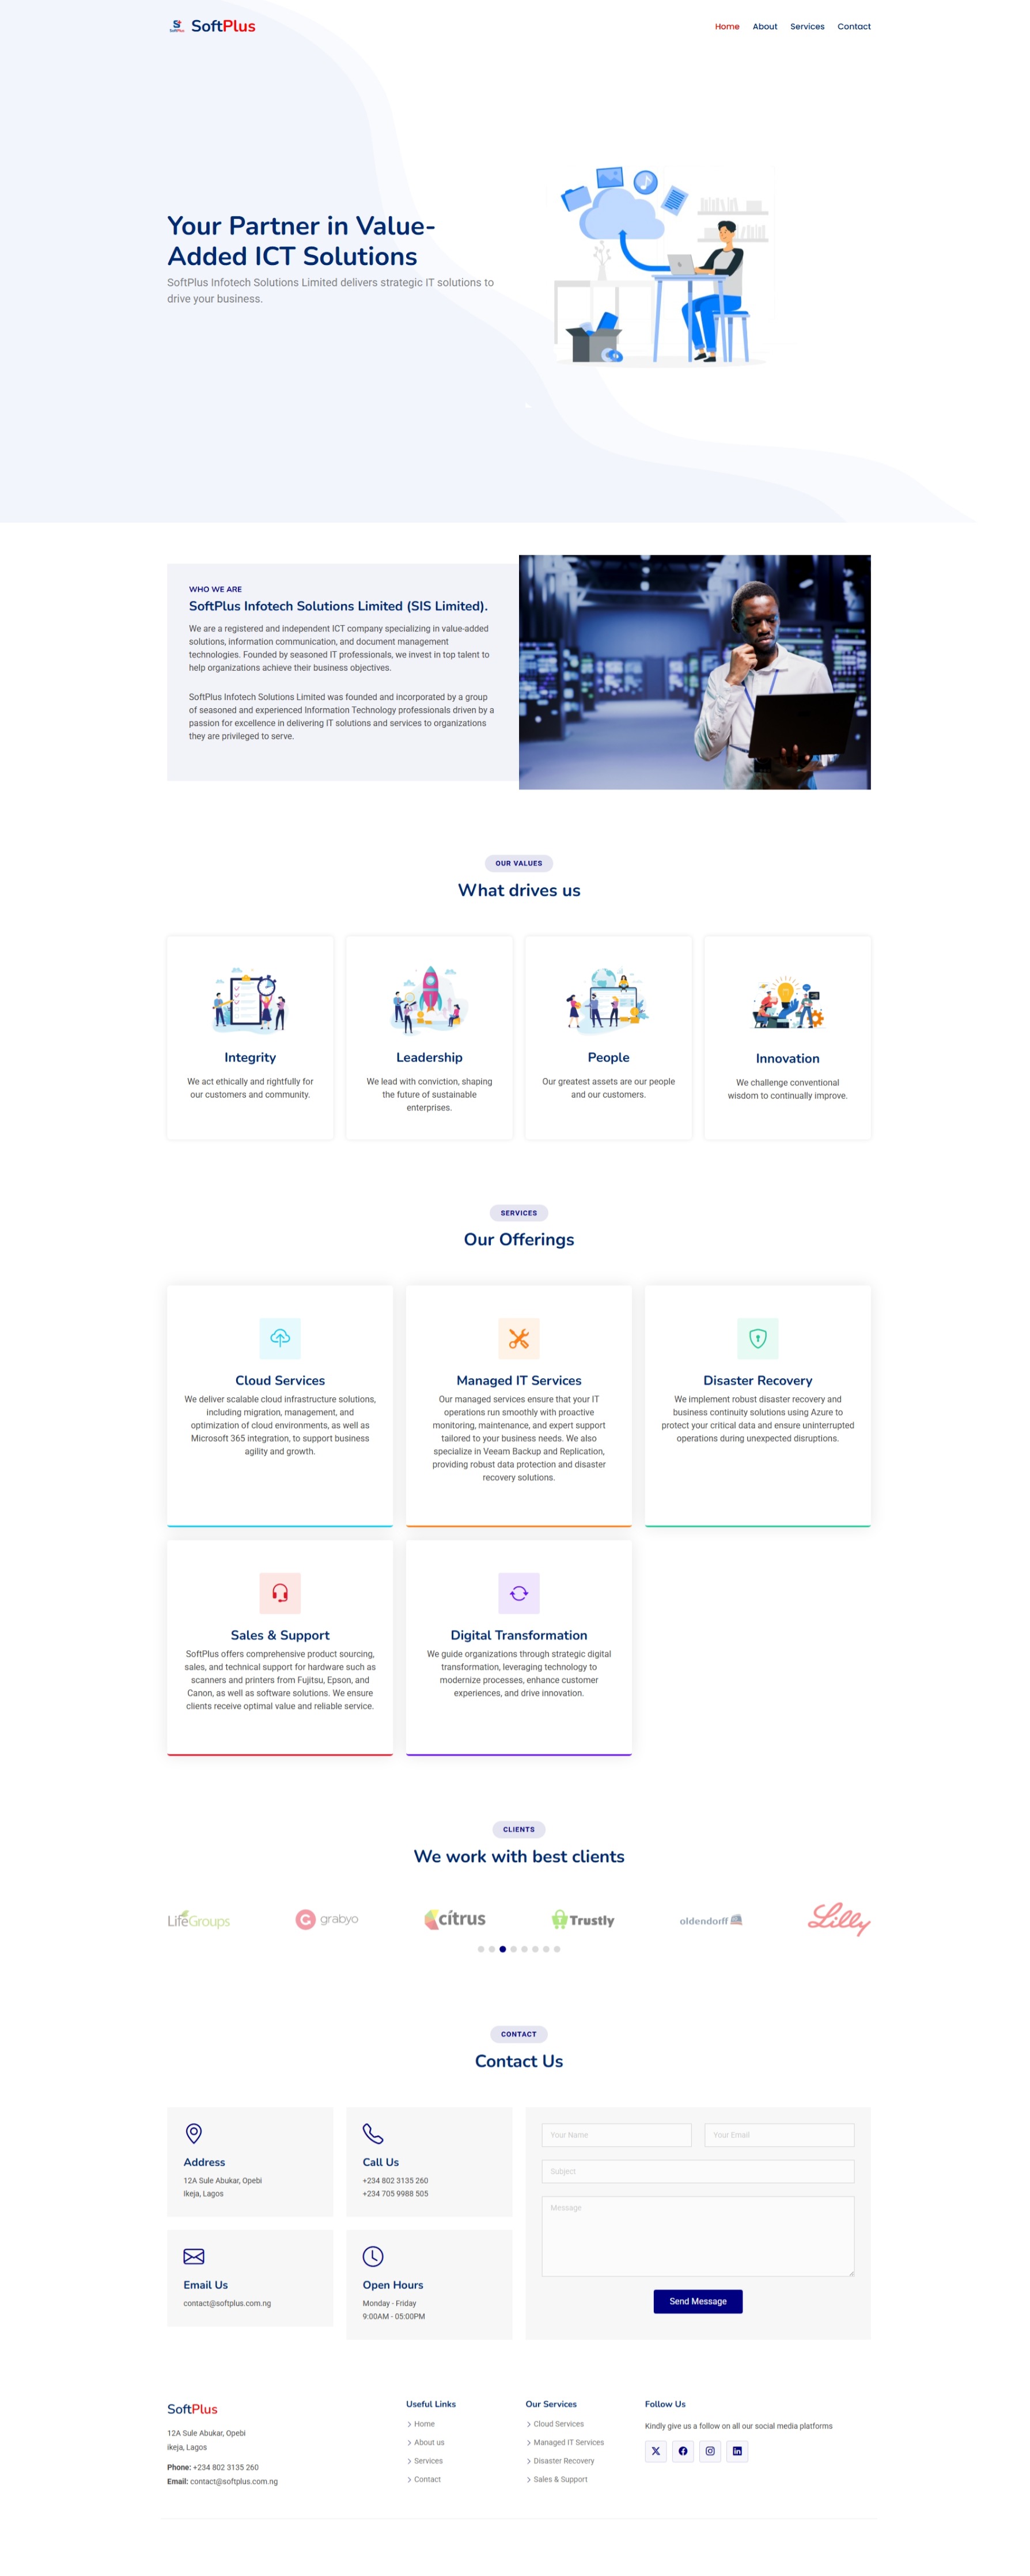 SoftPlus
Home About Services Contact
Your Partner in Value-
Added ICT Solutions
SoftPlus Infotech Solutions Limited delivers strategic IT solutions to
drive your business.
WHO WE ARE
SoftPlus Infotech Solutions Limited (SIS Limited).
We are a registered and independent ICT company specializing in value-added
solutions, information communication, and document management
technologies. Founded by seasoned IT professionals, we invest in top talent to
help organizations achieve their business objectives.
SoftPlus Infotech Solutions Limited was founded and incorporated by a group
of seasoned and experienced Information Technology professionals driven by a
passion for excellence in delivering IT solutions and services to organizations
they are privileged to serve.
OUR VALUES
What drives us
Integrity
We act ethically and rightfully for
our customers and community.
Leadership
We lead with conviction, shaping
the future of sustainable
enterprises.
People
Our greatest assets are our people
and our customers.
Innovation
We challenge conventional
wisdom to continually improve.
SERVICES
Our Offerings
Cloud Services
We deliver scalable cloud infrastructure solutions,
including migration, management, and
optimization of cloud environments, as well as
Microsoft 365 integration, to support business
agility and growth.
Managed IT Services
Our managed services ensure that your IT
operations run smoothly with proactive
monitoring, maintenance, and expert support
tailored to your business needs. We also
specialize in Veeam Backup and Replication,
providing robust data protection and disaster
recovery solutions.
Disaster Recovery
We implement robust disaster recovery and
business continuity solutions using Azure to
protect your critical data and ensure uninterrupted
operations during unexpected disruptions.
Sales & Support
SoftPlus offers comprehensive product sourcing,
sales, and technical support for hardware such as
scanners and printers from Fujitsu, Epson, and
Canon, as well as software solutions. We ensure
clients receive optimal value and reliable service.
Digital Transformation
We guide organizations through strategic digital
transformation, leveraging technology to
modernize processes, enhance customer
experiences, and drive innovation.
CLIENTS
We work with best clients
LifeGroups
grabyo
citrus
Trustly
oldendorff
Lilly
CONTACT
Contact Us
Address
12A Sule Abukar, Opebi
Ikeja, Lagos
Call Us
+234 802 3135 260
+234 705 9988 505
Email Us
contact@softplus.com.ng
Open Hours
Monday - Friday
9:00AM - 05:00PM
Your Name
Your Email
Subject
Message
Send Message
SoftPlus
12A Sule Abukar, Opebi
ikeja, Lagos
Phone: +234 802 3135 260
Email: contact@softplus.com.ng
Useful Links
Home
About us
Services
Contact
Our Services
Cloud Services
Managed IT Services
Disaster Recovery
Sales & Support
Follow Us
Kindly give us a follow on all our social media platforms